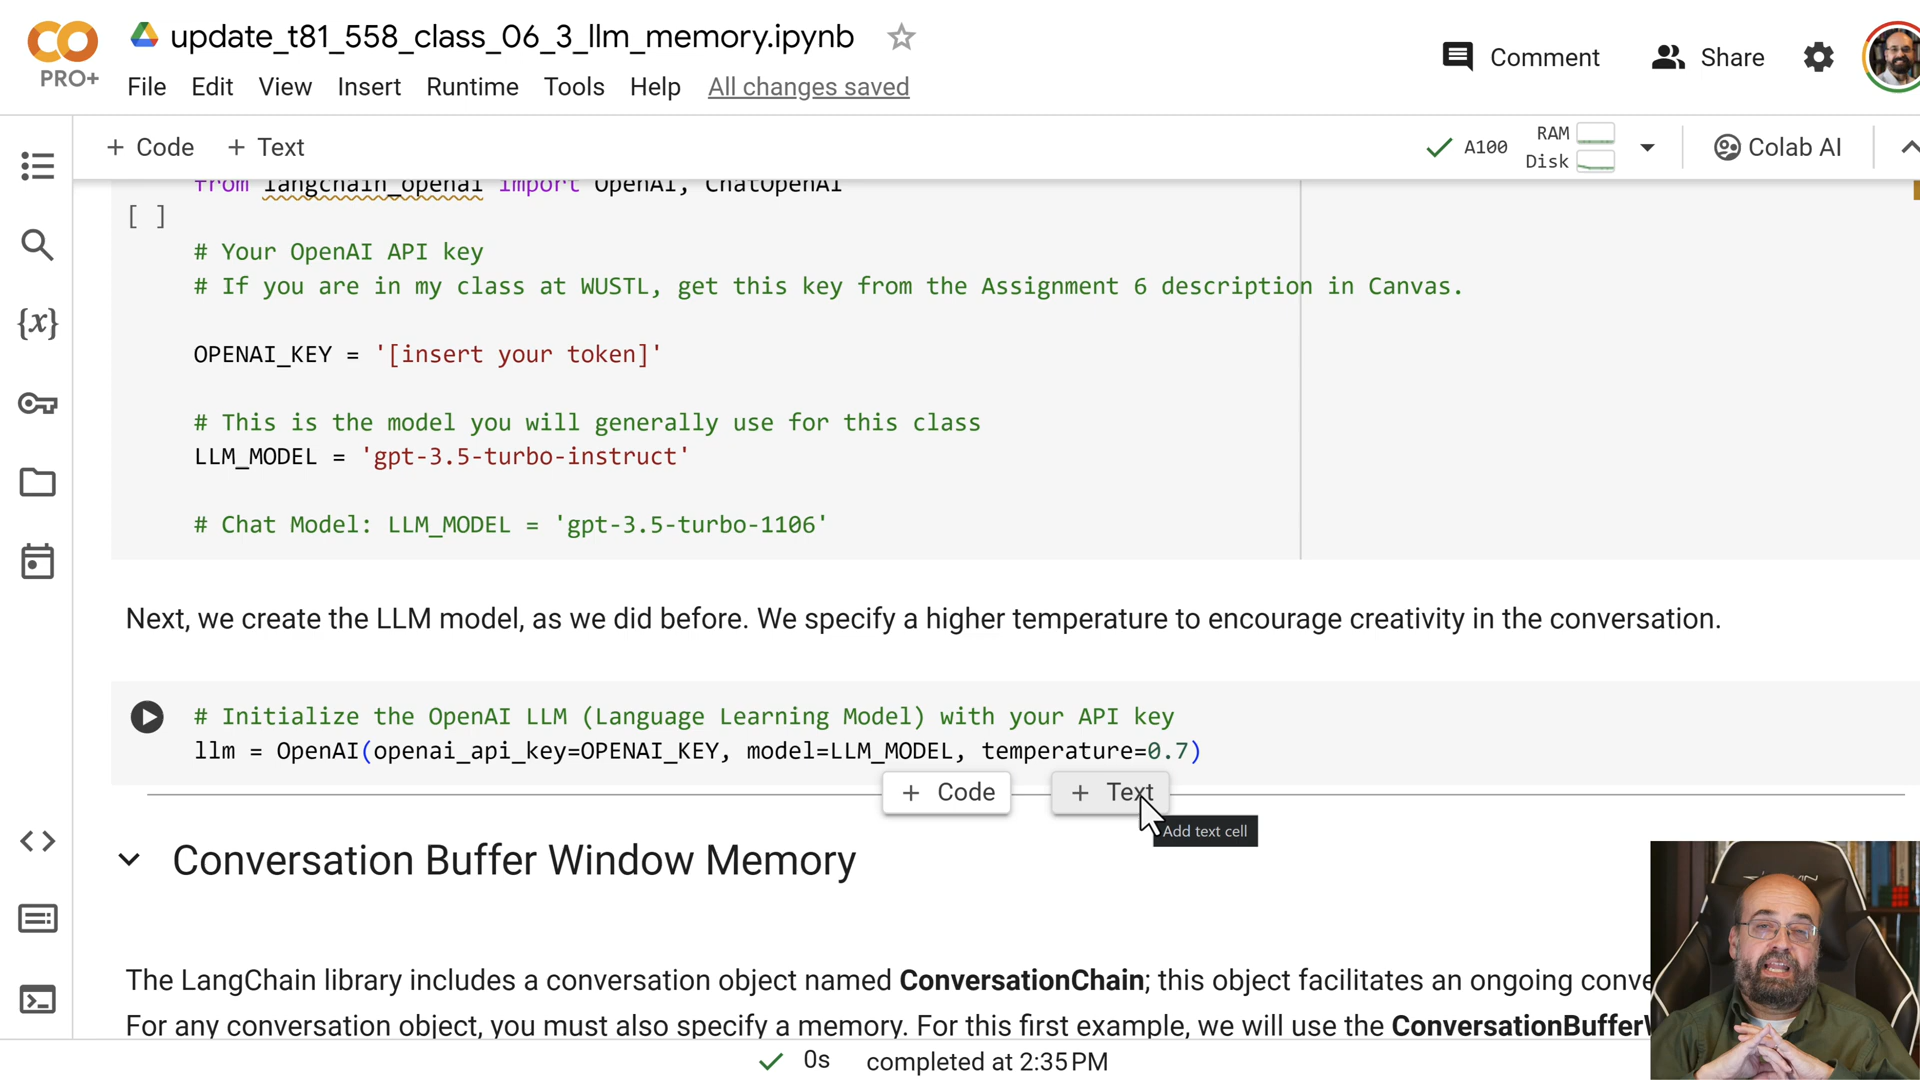 update_t81_558_class_06_3_llm_memory.ipynb
PRO+
File Edit View Insert Runtime Tools Help All changes saved
Comment
Share
+ Code + Text
A100
RAM
Disk
Colab AI
from langchain_openai import OpenAI, ChatOpenAI
[ ]
# Your OpenAI API key
# If you are in my class at WUSTL, get this key from the Assignment 6 description in Canvas.
OPENAI_KEY = '[insert your token]'
# This is the model you will generally use for this class
LLM_MODEL = 'gpt-3.5-turbo-instruct'
# Chat Model: LLM_MODEL = 'gpt-3.5-turbo-1106'
Next, we create the LLM model, as we did before. We specify a higher temperature to encourage creativity in the conversation.
# Initialize the OpenAI LLM (Language Learning Model) with your API key
llm = OpenAI(openai_api_key=OPENAI_KEY, model=LLM_MODEL, temperature=0.7)
+ Code + Text
Add text cell
Conversation Buffer Window Memory
The LangChain library includes a conversation object named ConversationChain; this object facilitates an ongoing conve
For any conversation object, you must also specify a memory. For this first example, we will use the ConversationBufferW
0s completed at 2:35 PM